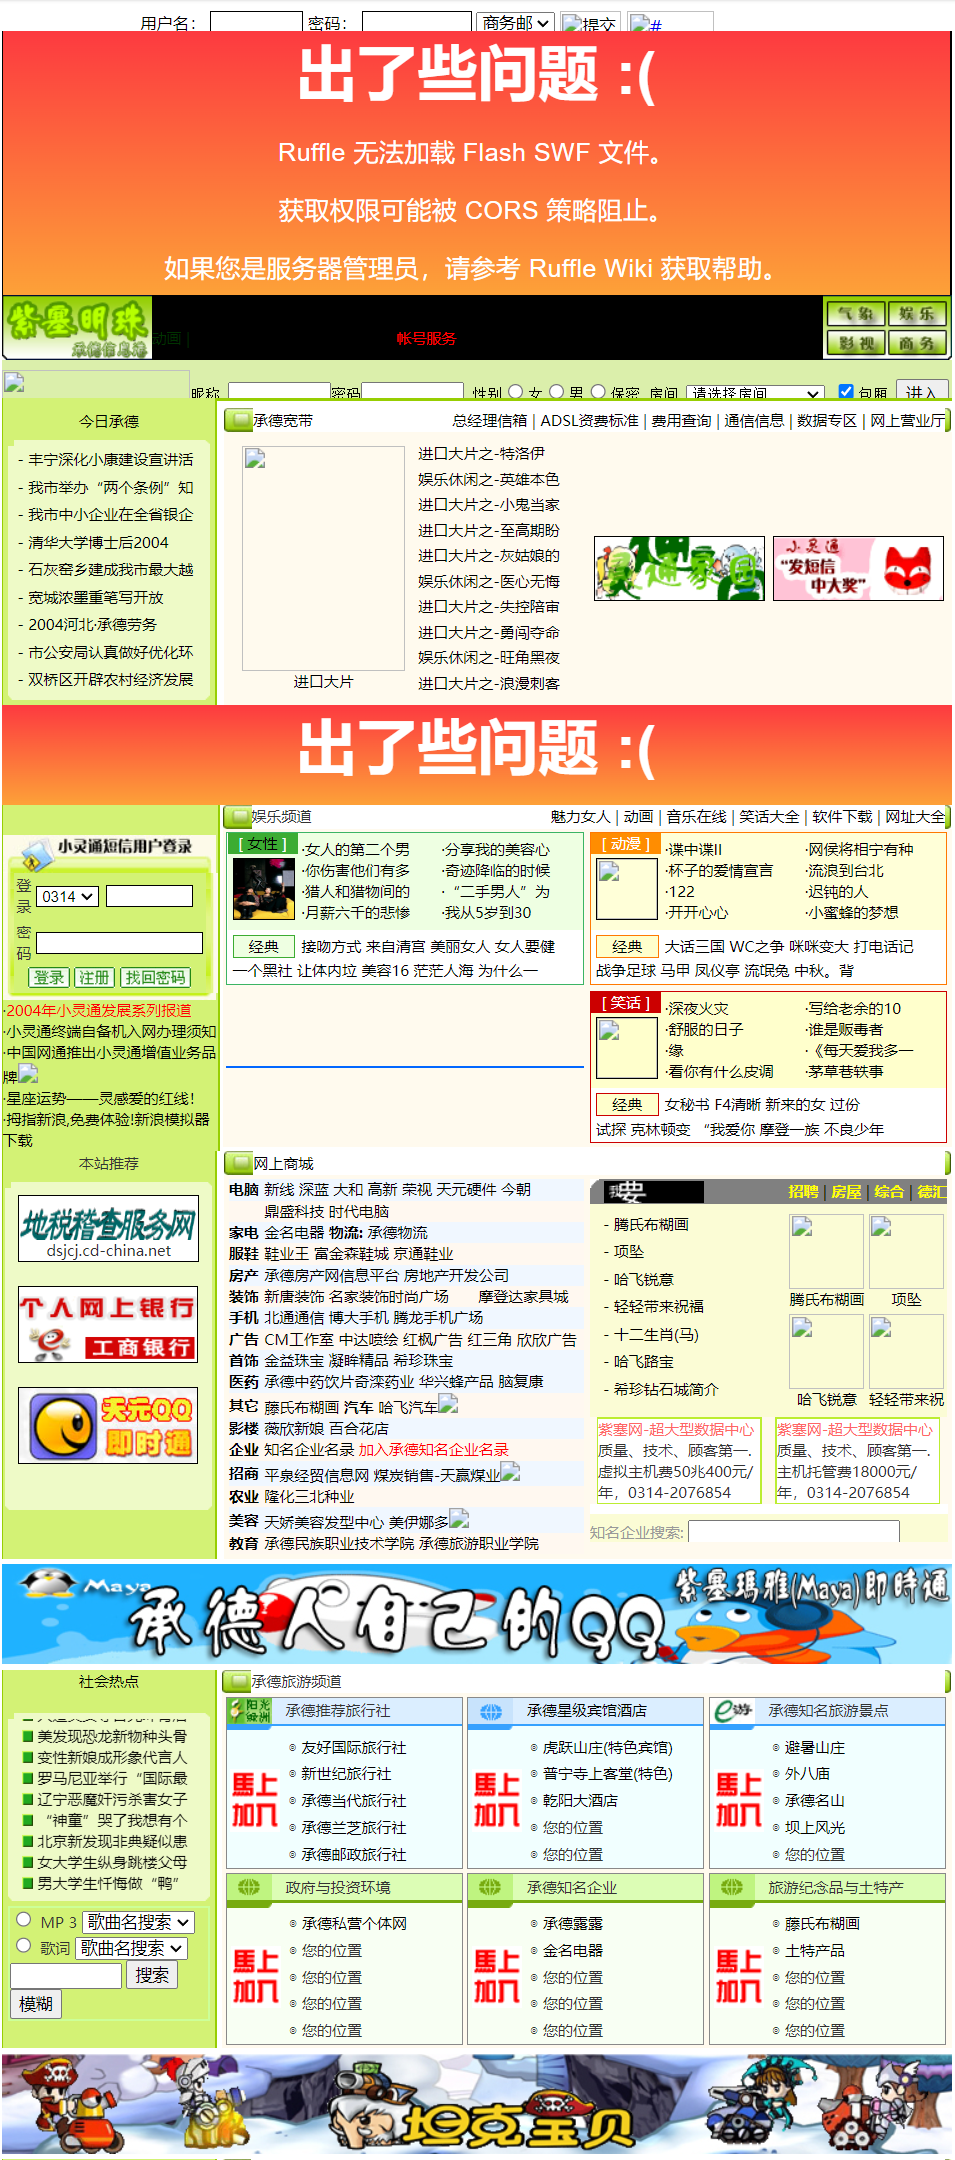 用户名： 密码： 商务邮 提交 #
出了些问题 :(
Ruffle 无法加载 Flash SWF 文件。
获取权限可能被 CORS 策略阻止。
如果您是服务器管理员，请参考 Ruffle Wiki 获取帮助。
紫塞明珠 承德信息港
动画 | 帐号服务
气象 娱乐
影视 商务
昵称 密码 性别 女 男 保密 房间 请选择房间 包厢 进入
今日承德
- 丰宁深化小康建设宣讲活
- 我市举办“两个条例”知
- 我市中小企业在全省银企
- 清华大学博士后2004
- 石灰窑乡建成我市最大越
- 宽城浓墨重笔写开放
- 2004河北·承德劳务
- 市公安局认真做好优化环
- 双桥区开辟农村经济发展
承德宽带 总经理信箱 | ADSL资费标准 | 费用查询 | 通信信息 | 数据专区 | 网上营业厅
进口大片
进口大片之-特洛伊
娱乐休闲之-英雄本色
进口大片之-小鬼当家
进口大片之-至高期盼
进口大片之-灰姑娘的
娱乐休闲之-医心无悔
进口大片之-失控陪审
进口大片之-勇闯夺命
娱乐休闲之-旺角黑夜
进口大片之-浪漫刺客
灵通家园
小灵通
“发短信
中大奖”
出了些问题 :(
小灵通短信用户登录
登录 0314
密码
登录 注册 找回密码
·2004年小灵通发展系列报道
·小灵通终端自备机入网办理须知
·中国网通推出小灵通增值业务品
牌
·星座运势——灵感爱的红线！
·拇指新浪,免费体验!新浪模拟器
下载
娱乐频道 魅力女人 | 动画 | 音乐在线 | 笑话大全 | 软件下载 | 网址大全
[ 女性 ]
·女人的第二个男 ·分享我的美容心
·你伤害他们有多 ·奇迹降临的时候
·猎人和猎物间的 ·“二手男人”为
·月薪六千的悲惨 ·我从5岁到30
经典 接吻方式 来自清宫 美丽女人 女人要健
一个黑社 让体内垃 美容16 茫茫人海 为什么一
[ 动漫 ]
·谍中谍II ·网侯将相宁有种
·杯子的爱情宣言 ·流浪到台北
·122 ·迟钝的人
·开开心心 ·小蜜蜂的梦想
经典 大话三国 WC之争 咪咪变大 打电话记
战争足球 马甲 凤仪亭 流氓兔 中秋。背
[ 笑话 ]
·深夜火灾 ·写给老余的10
·舒服的日子 ·谁是贩毒者
·缘 ·《每天爱我多一
·看你有什么皮调 ·茅草巷轶事
经典 女秘书 F4清晰 新来的女 过份
试探 克林顿变 “我爱你 摩登一族 不良少年
本站推荐
地税稽查服务网
dsjcj.cd-china.net
个人网上银行
工商银行
天元QQ
即时通
网上商城
电脑 新线 深蓝 大和 高新 荣视 天元硬件 今朝
鼎盛科技 时代电脑
家电 金名电器 物流: 承德物流
服鞋 鞋业王 富金森鞋城 京通鞋业
房产 承德房产网信息平台 房地产开发公司
装饰 新唐装饰 名家装饰时尚广场 摩登达家具城
手机 北通通信 博大手机 腾龙手机广场
广告 CM工作室 中达喷绘 红枫广告 红三角 欣欣广告
首饰 金益珠宝 凝眸精品 希珍珠宝
医药 承德中药饮片奇滦药业 华兴蜂产品 脑复康
其它 藤氏布糊画 汽车 哈飞汽车
影楼 薇欣新娘 百合花店
企业 知名企业名录 加入承德知名企业名录
招商 平泉经贸信息网 煤炭销售-天赢煤业
农业 隆化三北种业
美容 天娇美容发型中心 美伊娜多
教育 承德民族职业技术学院 承德旅游职业学院
我要 招聘 | 房屋 | 综合 | 德汇
- 腾氏布糊画
- 项坠
- 哈飞锐意
- 轻轻带来祝福
- 十二生肖(马)
- 哈飞路宝
- 希珍钻石城简介
腾氏布糊画 项坠
哈飞锐意 轻轻带来祝
紫塞网-超大型数据中心
质量、技术、顾客第一.
虚拟主机费50兆400元/
年，0314-2076854
紫塞网-超大型数据中心
质量、技术、顾客第一.
主机托管费18000元/
年，0314-2076854
知名企业搜索:
Maya 承德人自己的QQ 紫塞瑪雅(Maya)即時通
社会热点
美发现恐龙新物种头骨
变性新娘成形象代言人
罗马尼亚举行“国际最
辽宁恶魔奸污杀害女子
“神童”哭了我想有个
北京新发现非典疑似患
女大学生纵身跳楼父母
男大学生忏悔做“鸭”
MP 3 歌曲名搜索
歌词 歌曲名搜索
搜索
模糊
承德旅游频道
阳光绿洲 承德推荐旅行社
馬上加入
友好国际旅行社
新世纪旅行社
承德当代旅行社
承德兰芝旅行社
承德邮政旅行社
承德星级宾馆酒店
馬上加入
虎跃山庄(特色宾馆)
普宁寺上客堂(特色)
乾阳大酒店
您的位置
您的位置
e游 承德知名旅游景点
馬上加入
避暑山庄
外八庙
承德名山
坝上风光
您的位置
政府与投资环境
馬上加入
承德私营个体网
您的位置
您的位置
您的位置
您的位置
承德知名企业
馬上加入
承德露露
金名电器
您的位置
您的位置
您的位置
旅游纪念品与土特产
馬上加入
藤氏布糊画
土特产品
您的位置
您的位置
您的位置
坦克宝贝